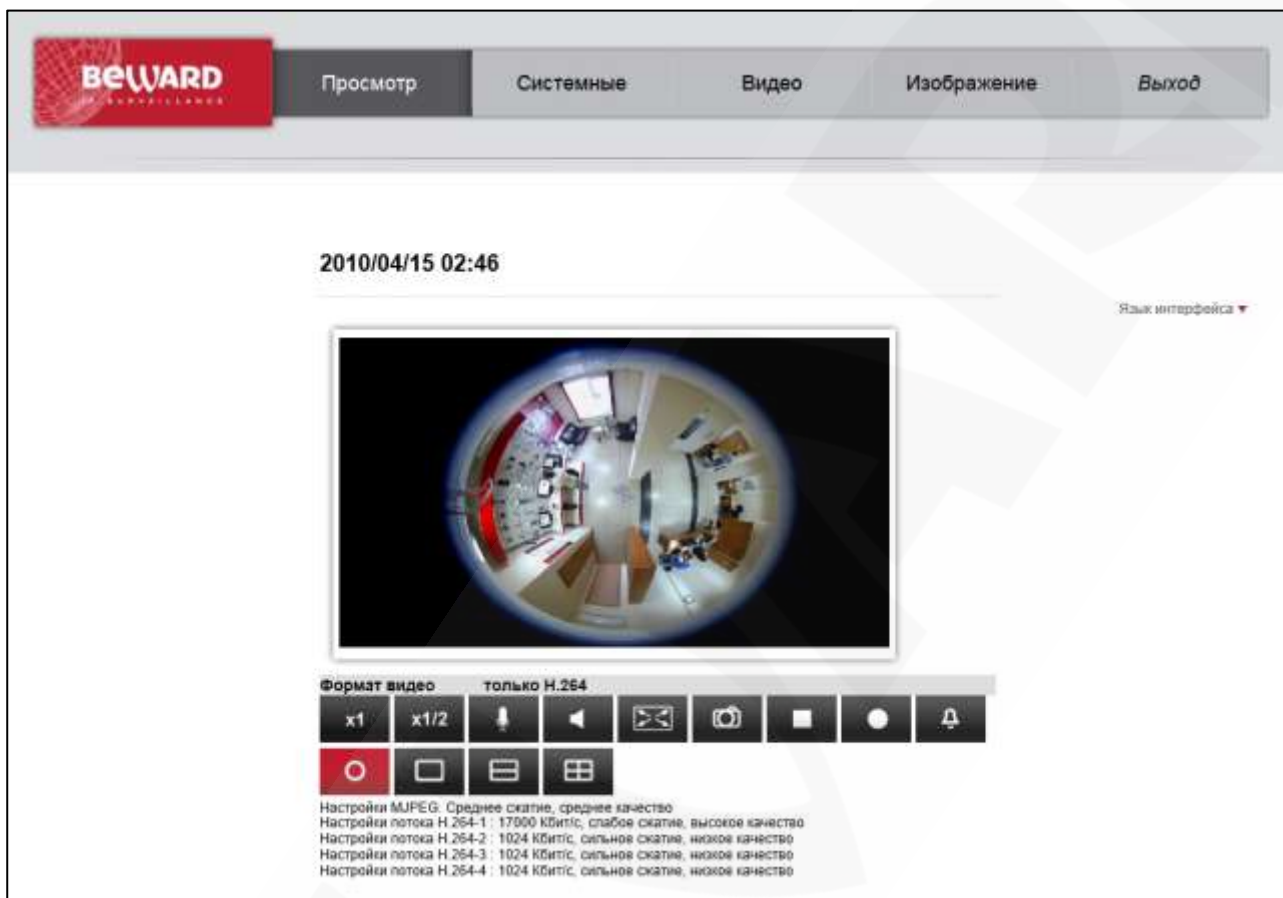 BEWARD
IP SURVEILLANCE
Просмотр
Системные
Видео
Изображение
Выход
2010/04/15 02:46
Язык интерфейса
Формат видео только H.264
x1
x1/2
Настройки MJPEG: Среднее сжатие, среднее качество
Настройки потока H.264-1 : 17000 Кбит/с, слабое сжатие, высокое качество
Настройки потока H.264-2 : 1024 Кбит/с, сильное сжатие, низкое качество
Настройки потока H.264-3 : 1024 Кбит/с, сильное сжатие, низкое качество
Настройки потока H.264-4 : 1024 Кбит/с, сильное сжатие, низкое качество